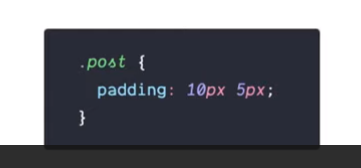 .post {
padding: 10px 5px;
}